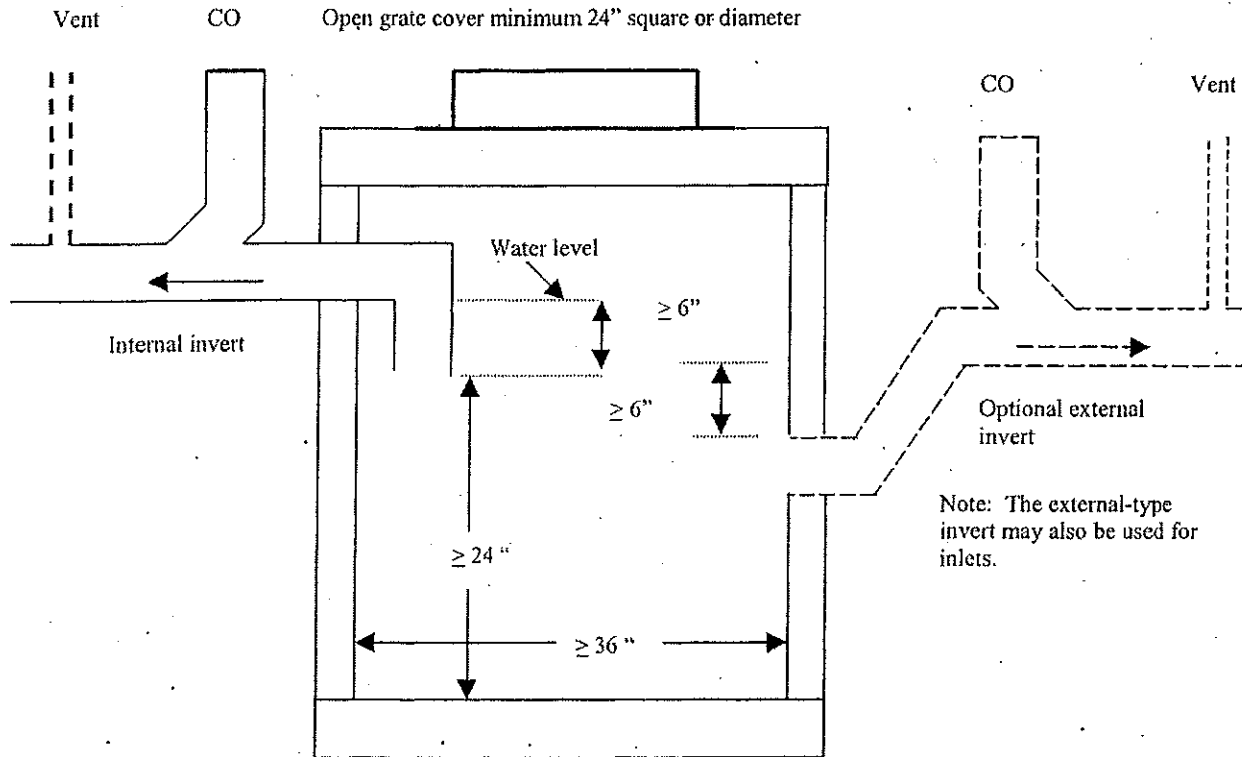 Vent
CO
Open grate cover minimum 24” square or diameter
CO
Vent
Water level
≥ 6”
Internal invert
≥ 6”
Optional external
invert
Note: The external-type
invert may also be used for
inlets.
≥ 24 “
≥ 36 “